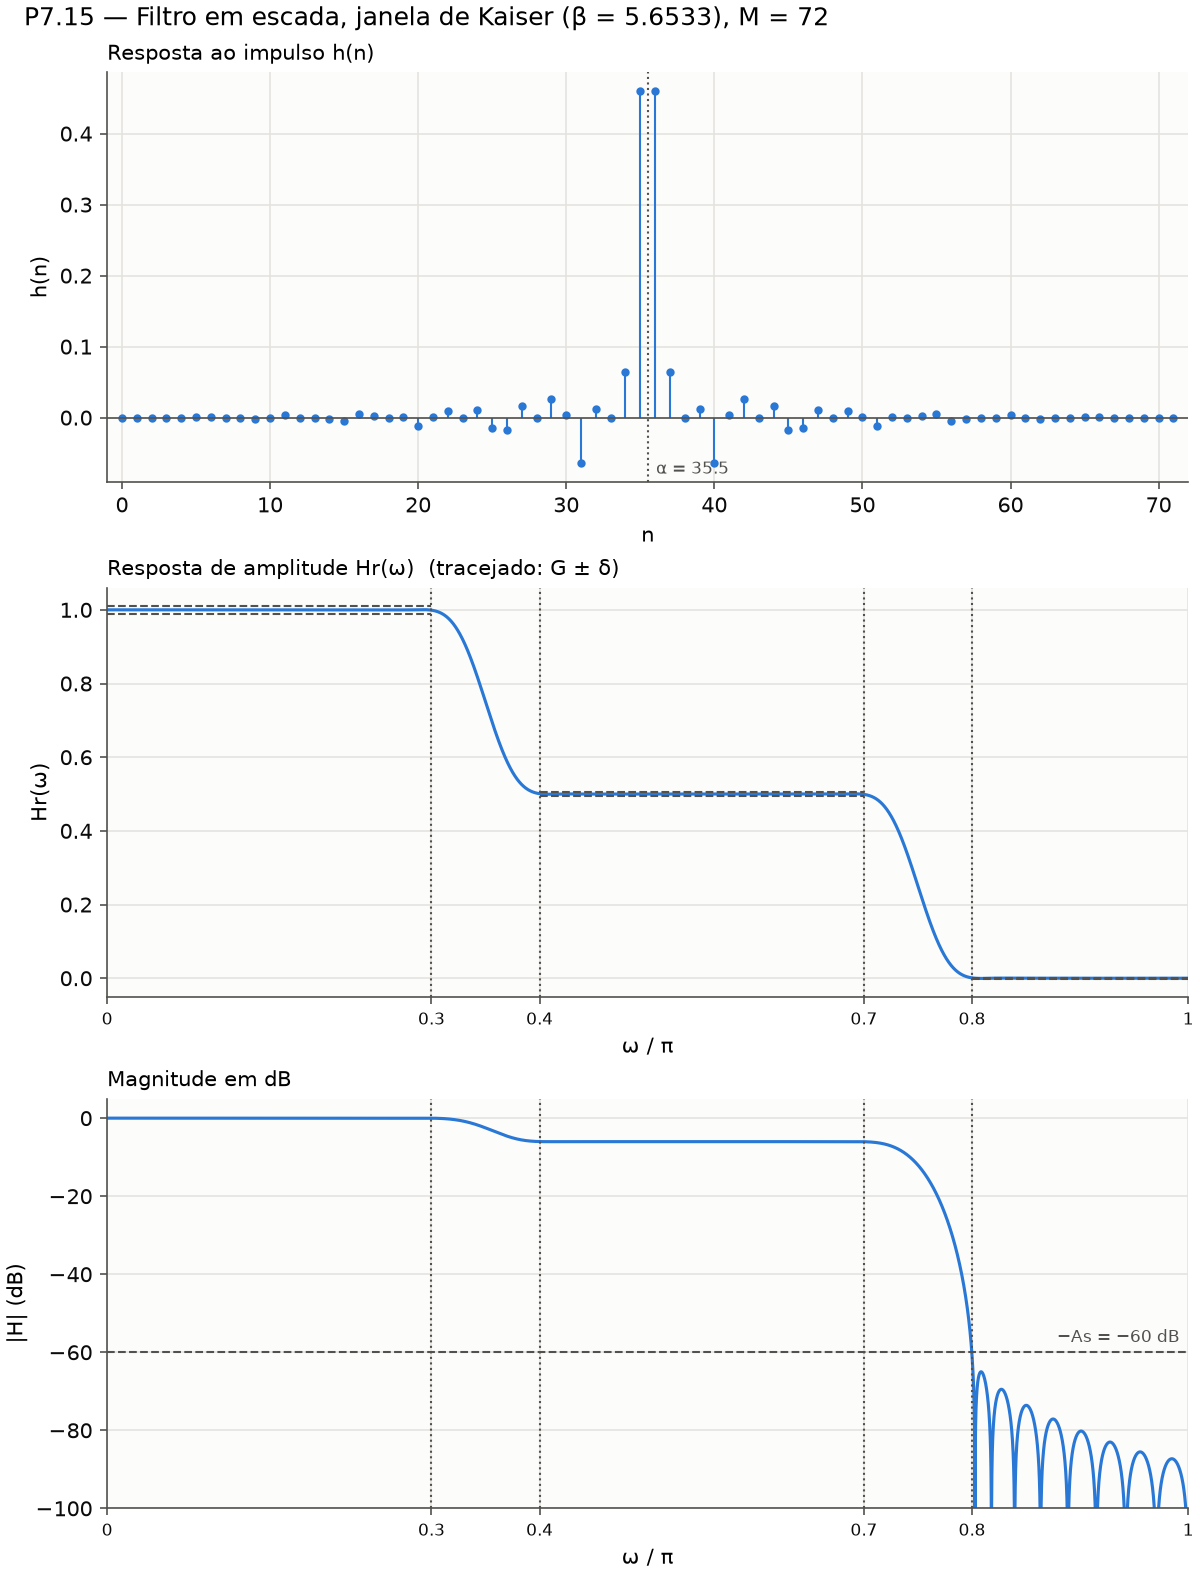 P7.15 — Filtro em escada, janela de Kaiser (β = 5.6533), M = 72
Resposta ao impulso h(n)
h(n)
0.4
0.3
0.2
0.1
0.0
α = 35.5
0 10 20 30 40 50 60 70
n
Resposta de amplitude Hr(ω)  (tracejado: G ± δ)
Hr(ω)
1.0
0.8
0.6
0.4
0.2
0.0
0 0.3 0.4 0.7 0.8 1
ω / π
Magnitude em dB
|H| (dB)
0
−20
−40
−As = −60 dB
−60
−80
−100
0 0.3 0.4 0.7 0.8 1
ω / π